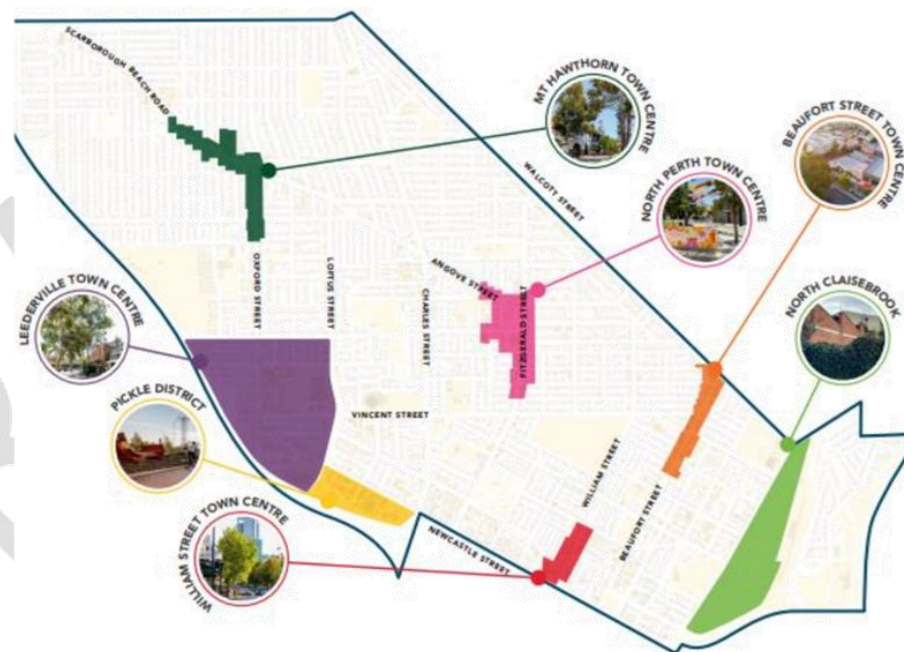 SCARBOROUGH BEACH ROAD
MT HAWTHORN TOWN CENTRE
BEAUFORT STREET TOWN CENTRE
WALCOTT STREET
NORTH PERTH TOWN CENTRE
OXFORD STREET
LOFTUS STREET
ANGOVE STREET
CHARLES STREET
FITZGERALD STREET
NORTH CLAISEBROOK
LEEDERVILLE TOWN CENTRE
PICKLE DISTRICT
VINCENT STREET
WILLIAM STREET
BEAUFORT STREET
WILLIAM STREET TOWN CENTRE
NEWCASTLE STREET